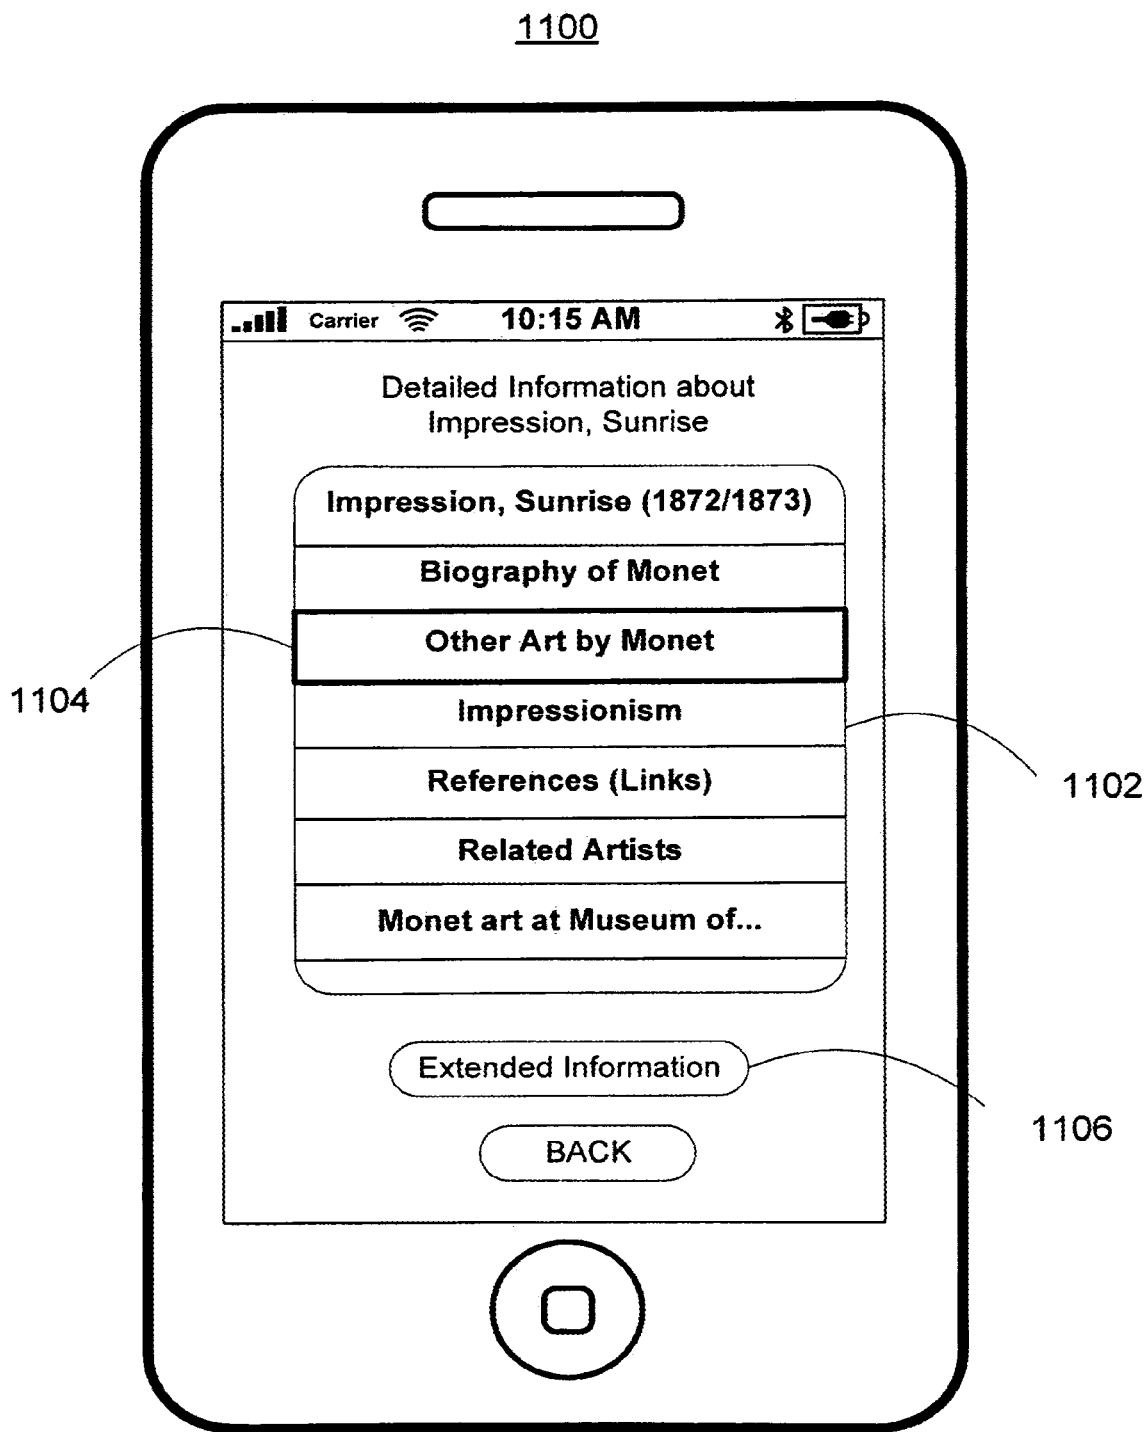 1100
Carrier 10:15 AM
Detailed Information about
Impression, Sunrise
Impression, Sunrise (1872/1873)
Biography of Monet
Other Art by Monet
1104
Impressionism
1102
References (Links)
Related Artists
Monet art at Museum of...
Extended Information
1106
BACK